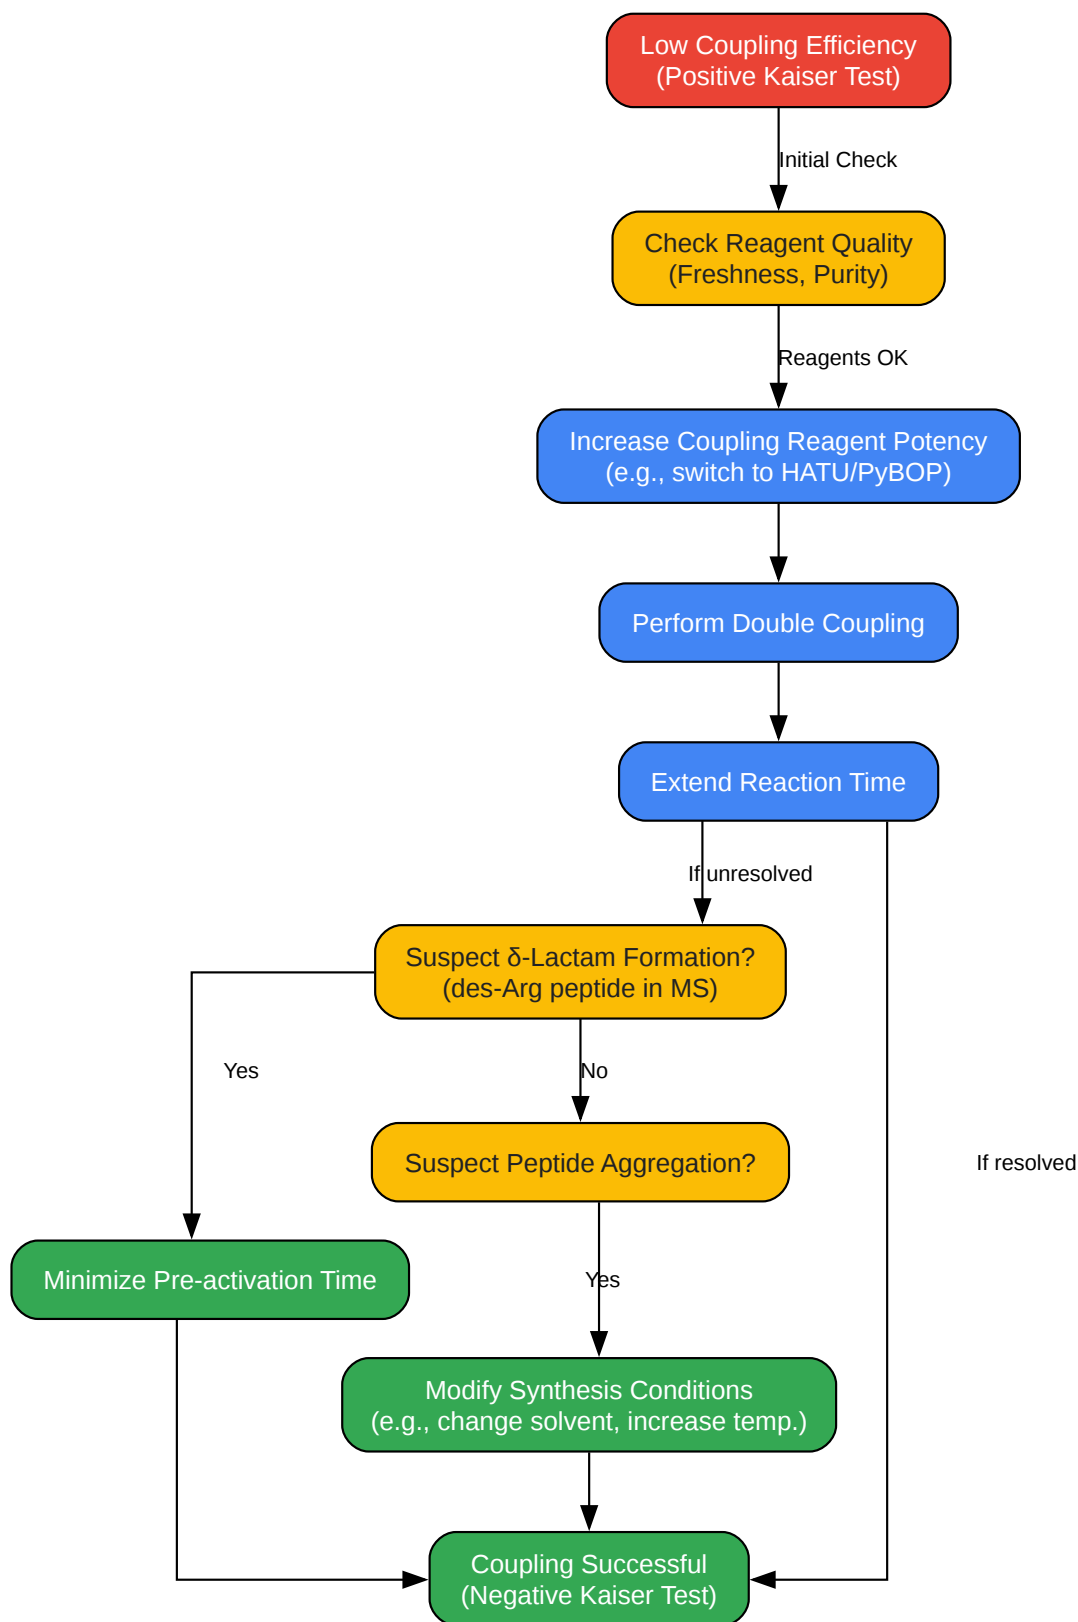 Low Coupling Efficiency
(Positive Kaiser Test)
Initial Check
Check Reagent Quality
(Freshness, Purity)
Reagents OK
Increase Coupling Reagent Potency
(e.g., switch to HATU/PyBOP)
Perform Double Coupling
Extend Reaction Time
If unresolved
Suspect δ-Lactam Formation?
(des-Arg peptide in MS)
Yes
No
Suspect Peptide Aggregation?
If resolved
Minimize Pre-activation Time
Yes
Modify Synthesis Conditions
(e.g., change solvent, increase temp.)
Coupling Successful
(Negative Kaiser Test)